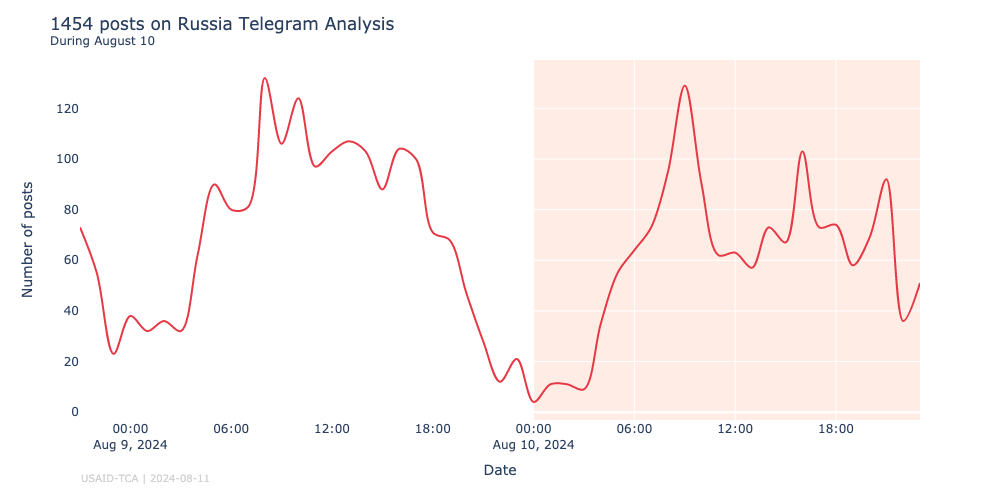 1454 posts on Russia Telegram Analysis
During August 10
120
100
80
60
40
20
0
Number of posts
00:00
Aug 9, 2024
06:00
12:00
18:00
00:00
Aug 10, 2024
06:00
12:00
18:00
Date
USAID-TCA | 2024-08-11